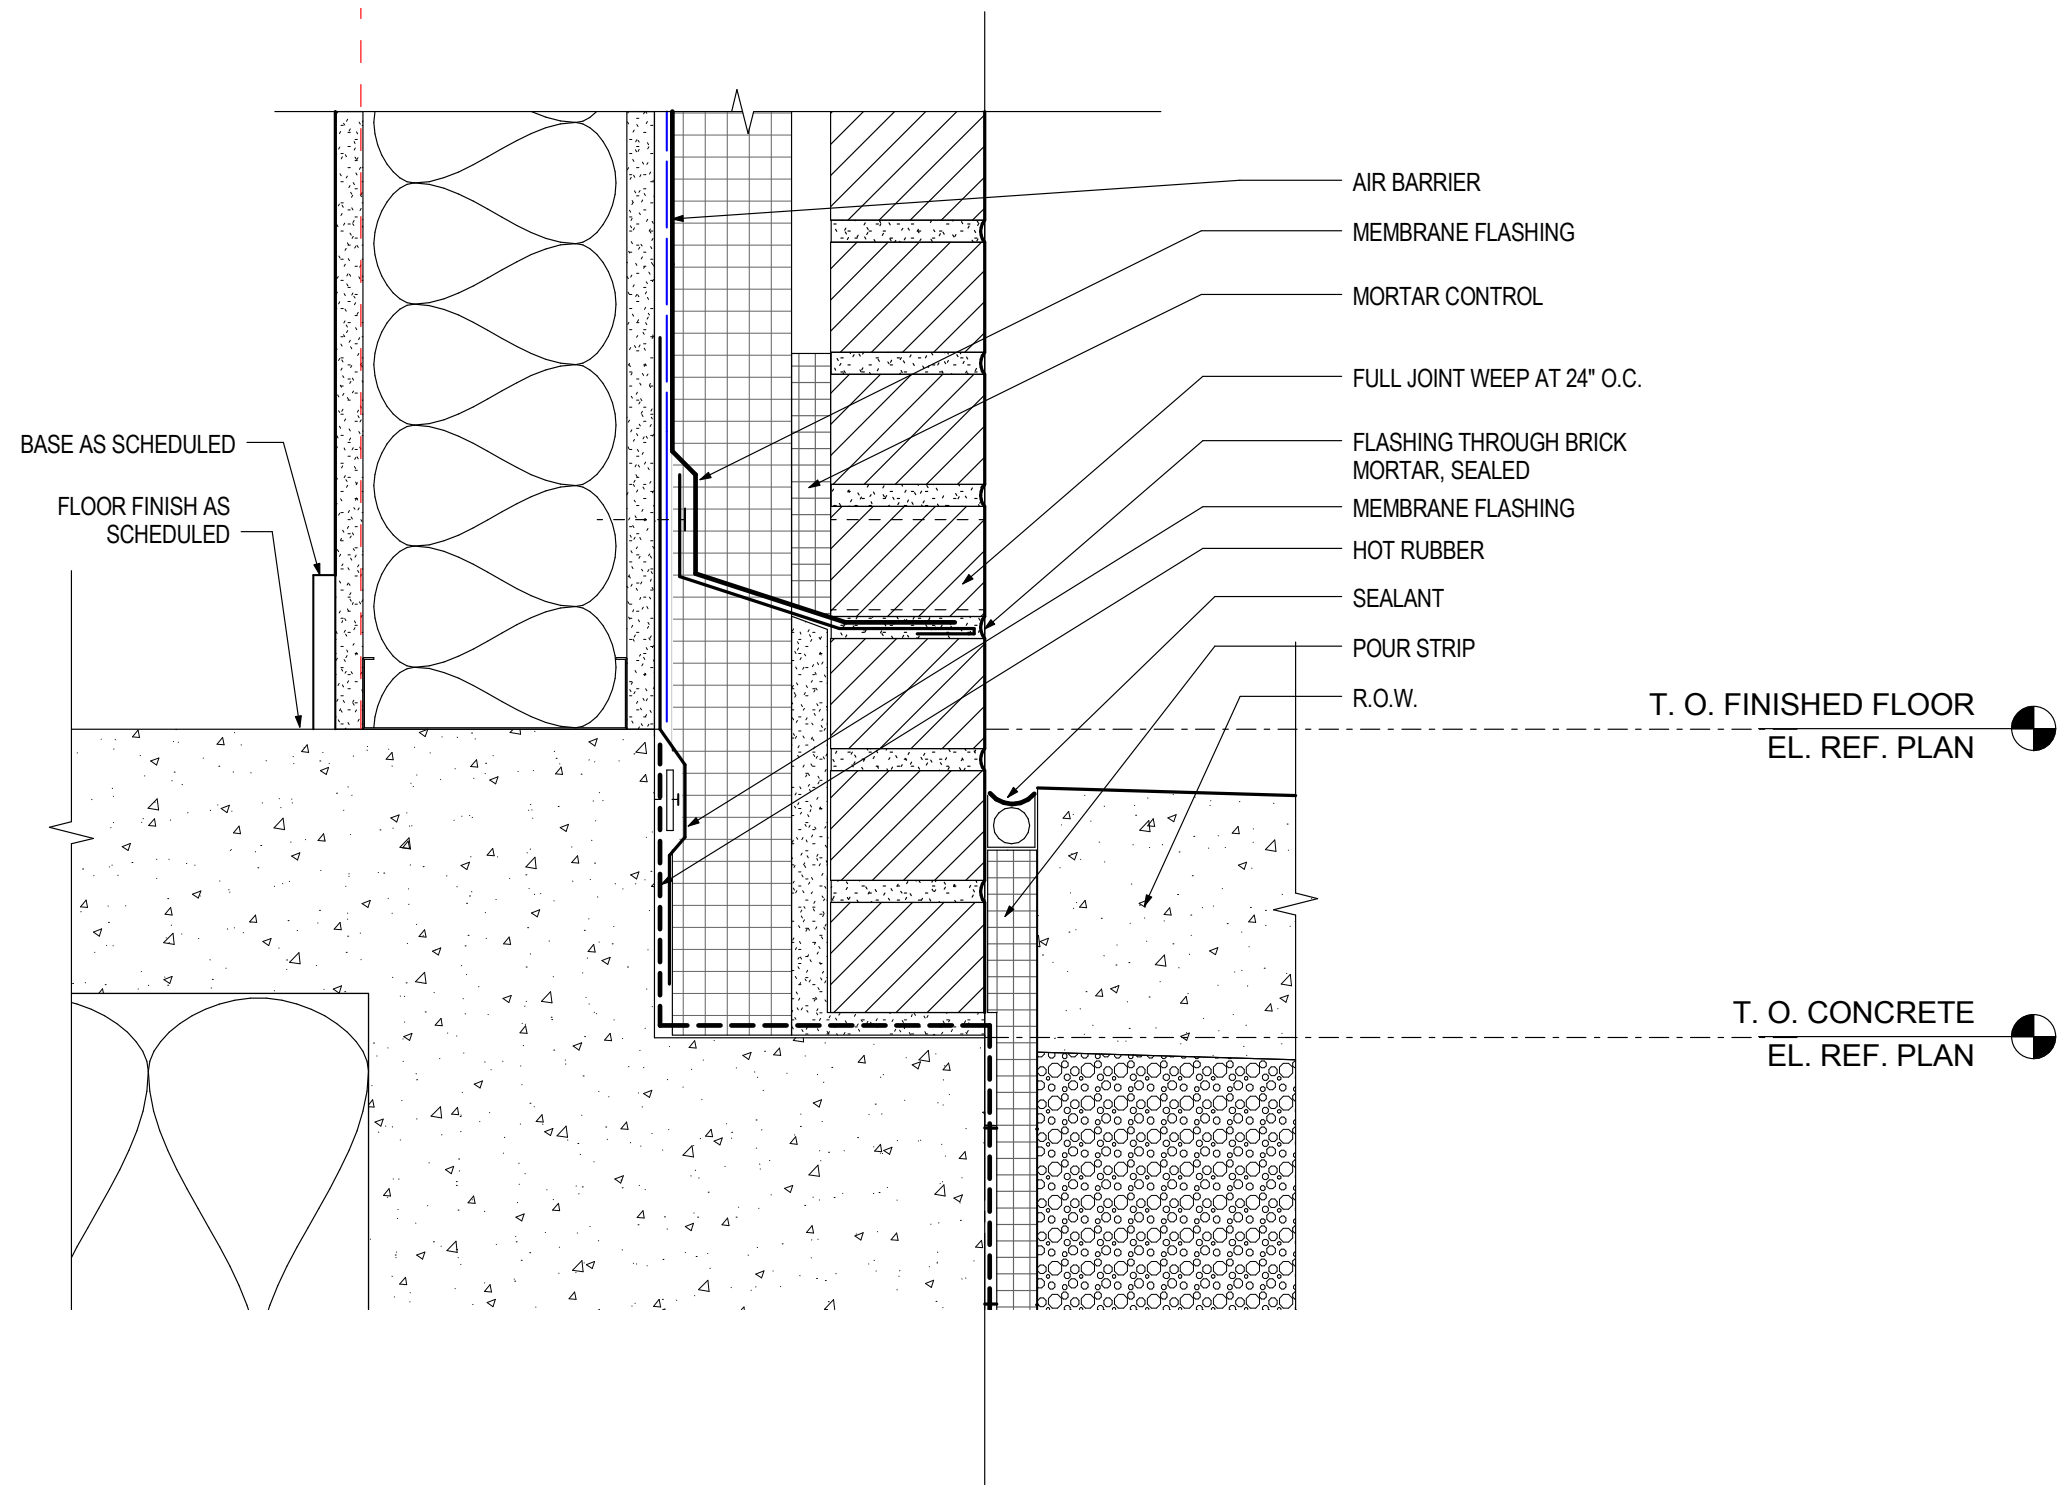 AIR BARRIER
MEMBRANE FLASHING
MORTAR CONTROL
FULL JOINT WEEP AT 24" O.C.
FLASHING THROUGH BRICK
MORTAR, SEALED
MEMBRANE FLASHING
HOT RUBBER
SEALANT
POUR STRIP
R.O.W.
BASE AS SCHEDULED
FLOOR FINISH AS
SCHEDULED
T. O. FINISHED FLOOR
EL. REF. PLAN
T. O. CONCRETE
EL. REF. PLAN